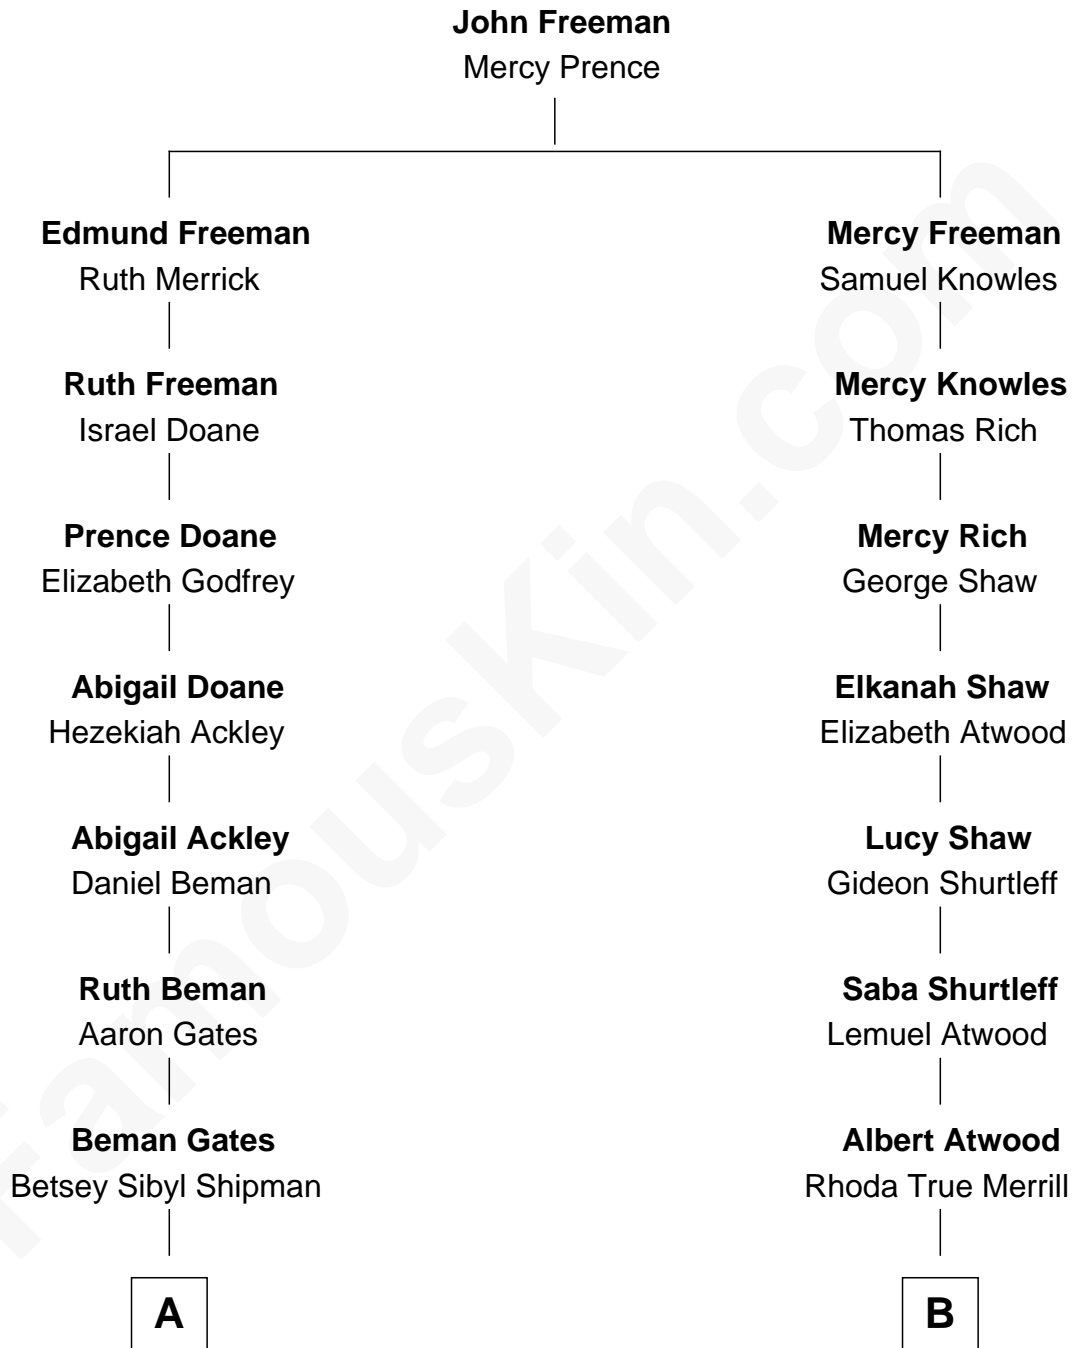 John Freeman
Mercy Prence
Edmund Freeman
Ruth Merrick
Ruth Freeman
Israel Doane
Prence Doane
Elizabeth Godfrey
Abigail Doane
Hezekiah Ackley
Abigail Ackley
Daniel Beman
Ruth Beman
Aaron Gates
Beman Gates
Betsey Sibyl Shipman
A
Mercy Freeman
Samuel Knowles
Mercy Knowles
Thomas Rich
Mercy Rich
George Shaw
Elkanah Shaw
Elizabeth Atwood
Lucy Shaw
Gideon Shurtleff
Saba Shurtleff
Lemuel Atwood
Albert Atwood
Rhoda True Merrill
B
FamousKin.com